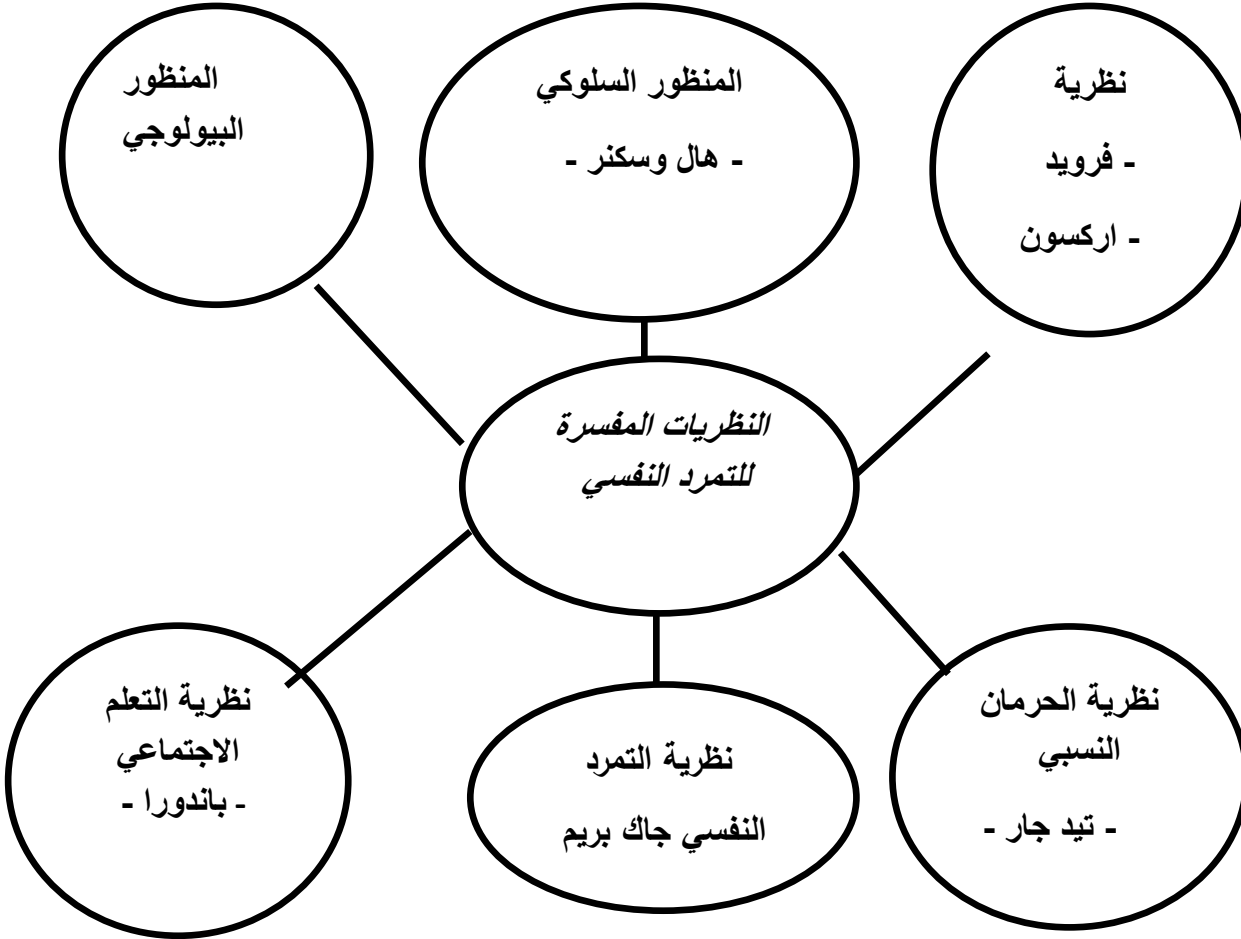 نظرية
- فرويد
- اركسون
المنظور السلوكي
- هال وسكنر -
المنظور
البيولوجي
النظريات المفسرة
للتمرد النفسي
نظرية الحرمان
النسبي
- تيد جار -
نظرية التمرد
النفسي جاك بريم
نظرية التعلم
الاجتماعي
- باندورا -